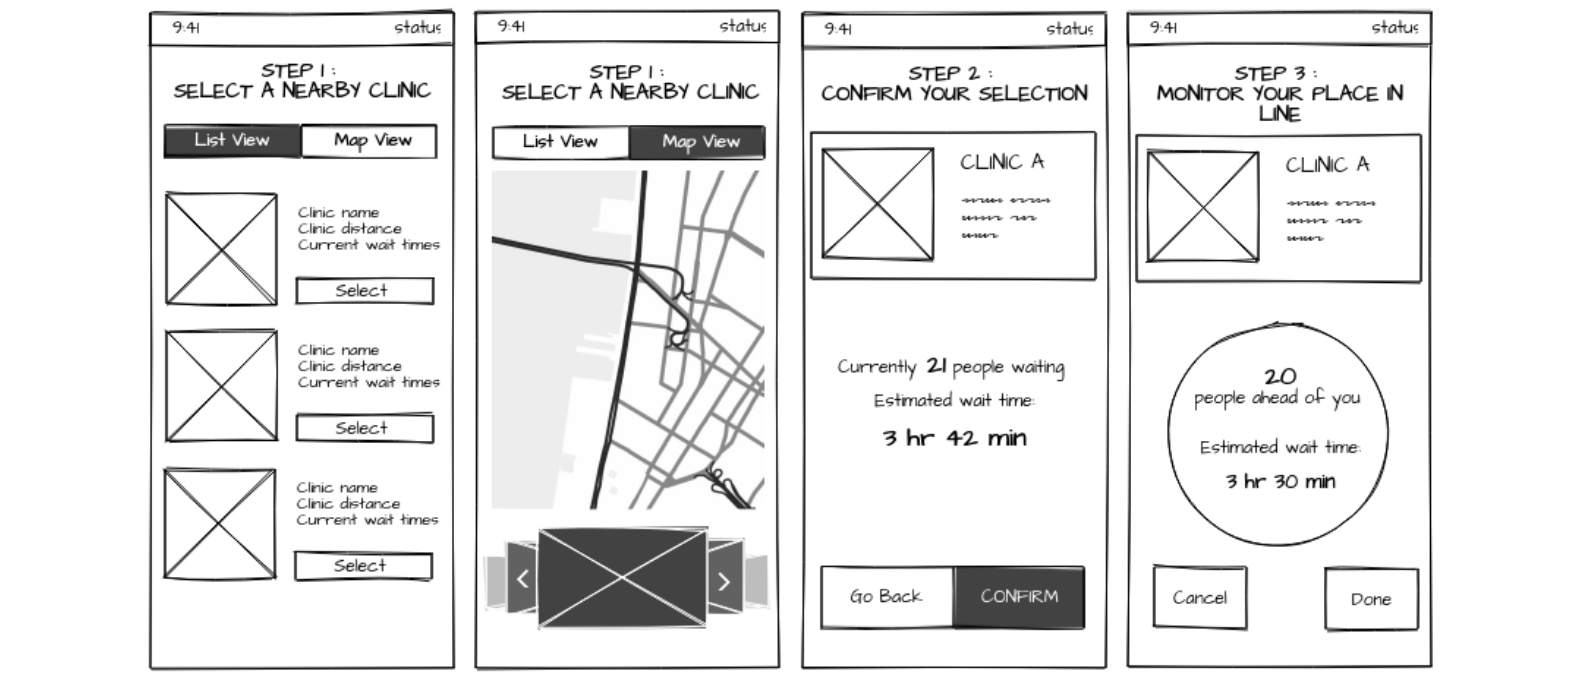 9:41
status
STEP 1 :
SELECT A NEARBY CLINIC
List View
Map View
Clinic name
Clinic distance
Current wait times
Select
Clinic name
Clinic distance
Current wait times
Select
Clinic name
Clinic distance
Current wait times
Select
9:41
status
STEP 1 :
SELECT A NEARBY CLINIC
List View
Map View
9:41
status
STEP 2 :
CONFIRM YOUR SELECTION
CLINIC A
Currently 21 people waiting
Estimated wait time:
3 hr 42 min
Go Back
CONFIRM
9:41
status
STEP 3 :
MONITOR YOUR PLACE IN
LINE
CLINIC A
20
people ahead of you
Estimated wait time:
3 hr 30 min
Cancel
Done